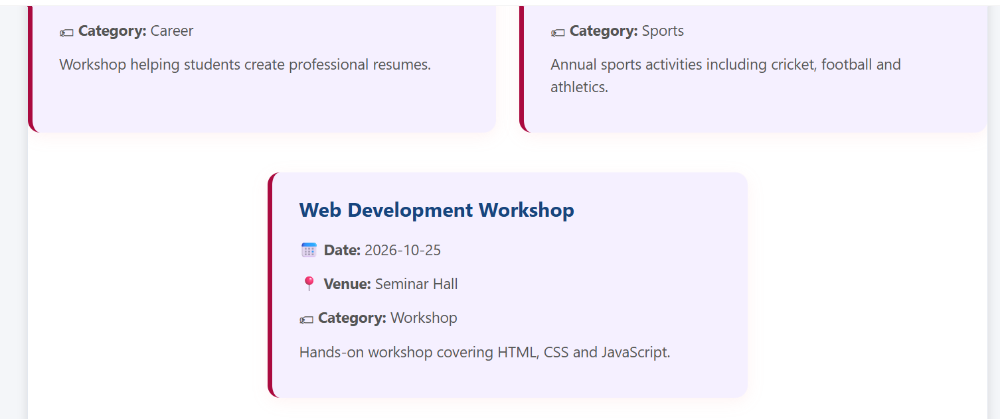 Category: Career
Workshop helping students create professional resumes.
Category: Sports
Annual sports activities including cricket, football and
athletics.
Web Development Workshop
Date: 2026-10-25
Venue: Seminar Hall
Category: Workshop
Hands-on workshop covering HTML, CSS and JavaScript.